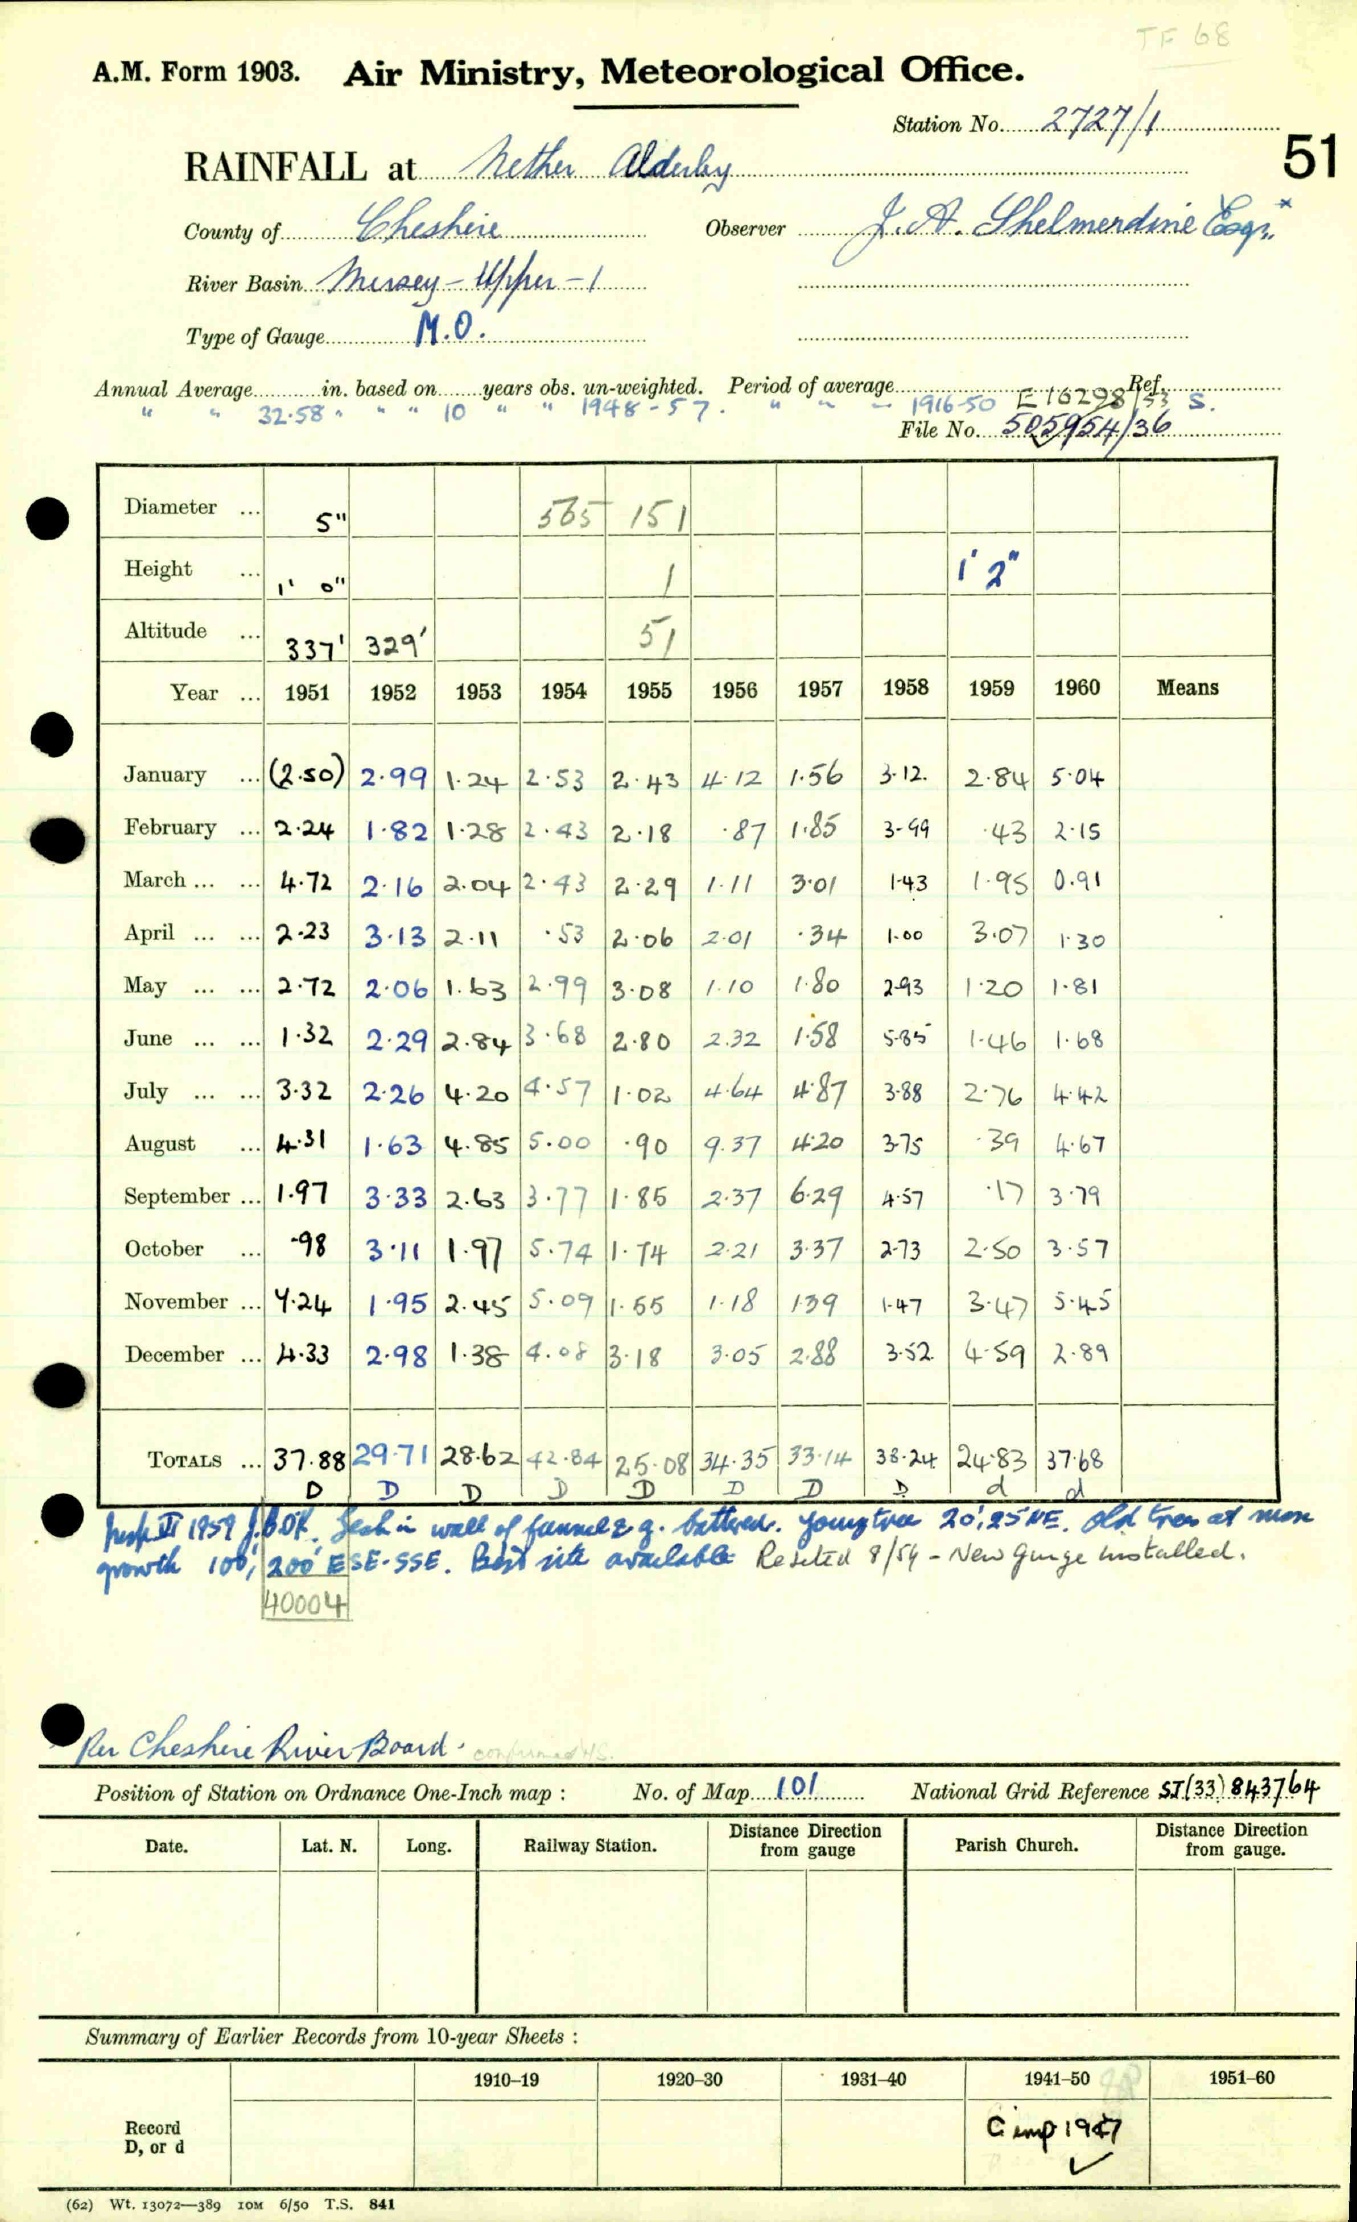 TF 68
A.M. Form 1903. Air Ministry, Meteorological Office.
Station No. 2727/1
51
RAINFALL at Nether Alderley
County of Cheshire Observer J. A. Shelmerdine Esqr. *
River Basin Mersey - Upper - 1
Type of Gauge M.O.
Annual Average in. based on years obs. un-weighted. Period of average Ref.
" " 32.58 " " " 10 " " 1948-57. " " " 1916-50 E 16298/53 S.
File No. 505954/36
Diameter ... 5" 565 151
Height ... 1' 0" 1 1' 2"
Altitude ... 337' 329' 51
Year ... 1951 1952 1953 1954 1955 1956 1957 1958 1959 1960 Means
January ... (2.50) 2.99 1.24 2.53 2.43 4.12 1.56 3.12. 2.84 5.04
February ... 2.24 1.82 1.28 2.43 2.18 .87 1.85 3.99 .43 2.15
March ... ... 4.72 2.16 2.04 2.43 2.29 1.11 3.01 1.43 1.95 0.91
April ... ... 2.23 3.13 2.11 .53 2.06 2.01 .34 1.00 3.07 1.30
May ... ... 2.72 2.06 1.63 2.99 3.08 1.10 1.80 2.93 1.20 1.81
June ... ... 1.32 2.29 2.84 3.68 2.80 2.32 1.58 5.85 1.46 1.68
July ... ... 3.32 2.26 4.20 4.57 1.02 4.64 4.87 3.88 2.76 4.42
August ... 4.31 1.63 4.85 5.00 .90 9.37 4.20 3.75 .39 4.67
September ... 1.97 3.33 2.63 3.77 1.85 2.37 6.29 4.57 .17 3.79
October ... .98 3.11 1.97 5.74 1.74 2.21 3.37 2.73 2.50 3.57
November ... 7.24 1.95 2.45 5.09 1.55 1.18 1.39 1.47 3.47 5.45
December ... 4.33 2.98 1.38 4.08 3.18 3.05 2.88 3.52. 4.59 2.89
TOTALS ... 37.88 29.71 28.62 42.84 25.08 34.35 33.14 38.24 24.83 37.68
D D D D D D D D d d
Insp. III 1959 Leak in wall of funnel & g. battered. Young tree 20', 25' NE. Old trees at more
growth 100', 200' ESE-SSE. Best site available Resited 8/59 - New Gauge installed.
40004
Per Cheshire River Board. confirmed
Position of Station on Ordnance One-Inch map : No. of Map 101 National Grid Reference SJ(33) 843764
Date. Lat. N. Long. Railway Station. Distance from gauge Direction Parish Church. Distance from gauge. Direction
Summary of Earlier Records from 10-year Sheets :
1910–19 1920–30 1931–40 1941–50 1951–60
Record D, or d C imp 1947 ✓
(62) Wt. 13072—389 10M 6/50 T.S. 841